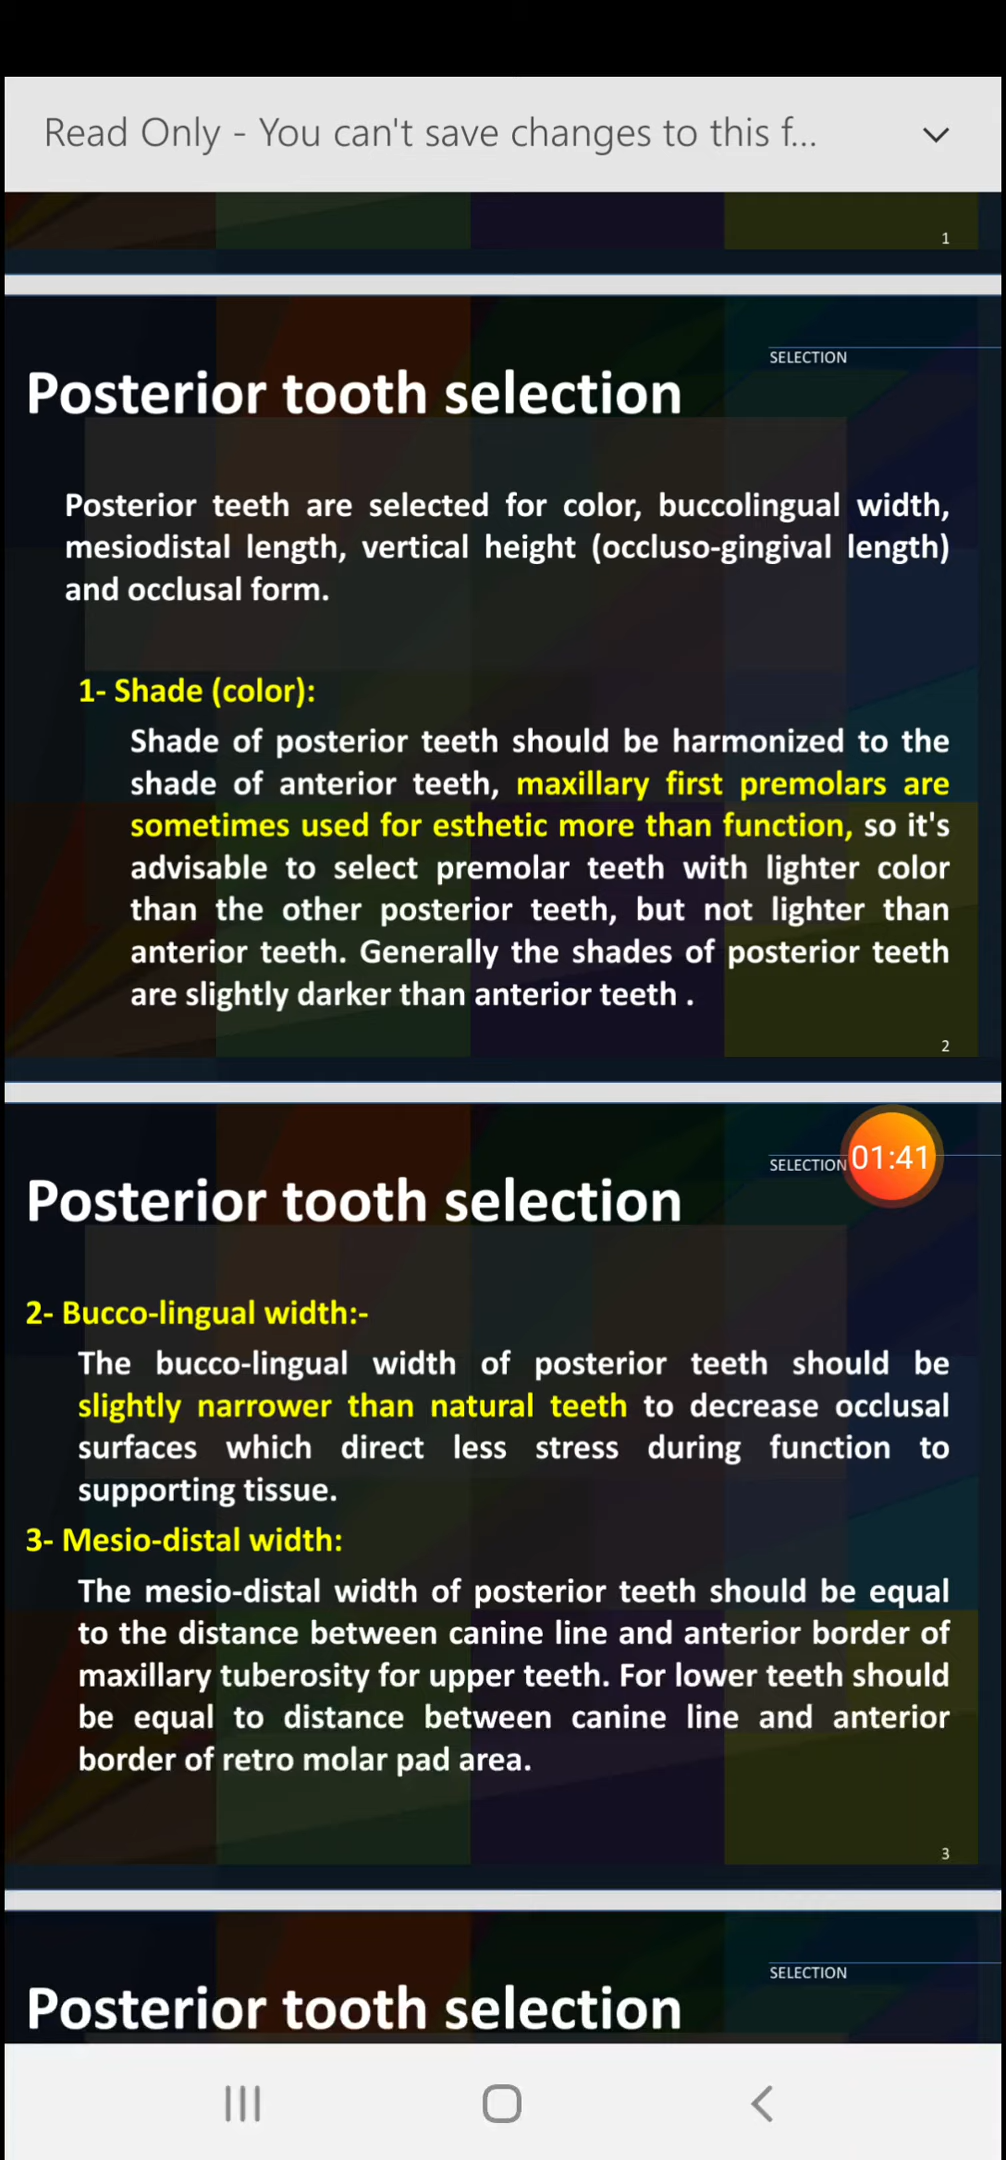 Read Only - You can't save changes to this f...
1
SELECTION
Posterior tooth selection
Posterior teeth are selected for color, buccolingual width,
mesiodistal length, vertical height (occluso-gingival length)
and occlusal form.
1- Shade (color):
Shade of posterior teeth should be harmonized to the
shade of anterior teeth, maxillary first premolars are
sometimes used for esthetic more than function, so it's
advisable to select premolar teeth with lighter color
than the other posterior teeth, but not lighter than
anterior teeth. Generally the shades of posterior teeth
are slightly darker than anterior teeth .
2
SELECTION
01:41
Posterior tooth selection
2- Bucco-lingual width:-
The bucco-lingual width of posterior teeth should be
slightly narrower than natural teeth to decrease occlusal
surfaces which direct less stress during function to
supporting tissue.
3- Mesio-distal width:
The mesio-distal width of posterior teeth should be equal
to the distance between canine line and anterior border of
maxillary tuberosity for upper teeth. For lower teeth should
be equal to distance between canine line and anterior
border of retro molar pad area.
3
SELECTION
Posterior tooth selection